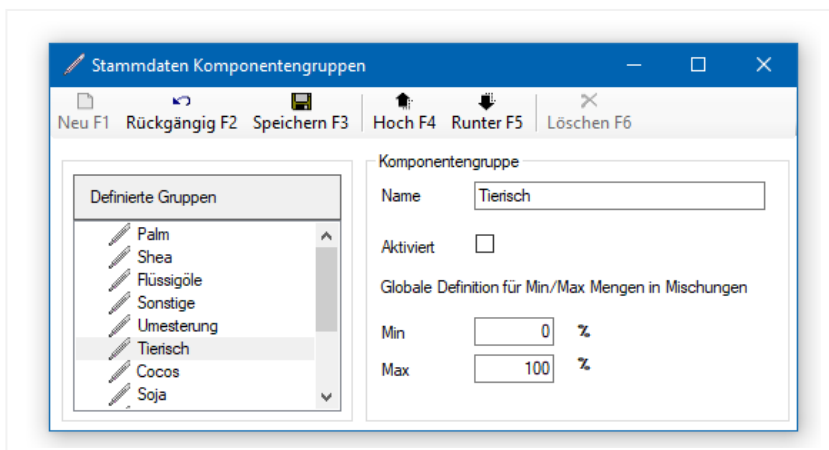 Stammdaten Komponentengruppen
Neu F1 Rückgängig F2 Speichern F3 Hoch F4 Runter F5 Löschen F6
Definierte Gruppen
Palm
Shea
Flüssigöle
Sonstige
Umesterung
Tierisch
Cocos
Soja
Komponentengruppe
Name Tierisch
Aktiviert
Globale Definition für Min/Max Mengen in Mischungen
Min 0 %
Max 100 %